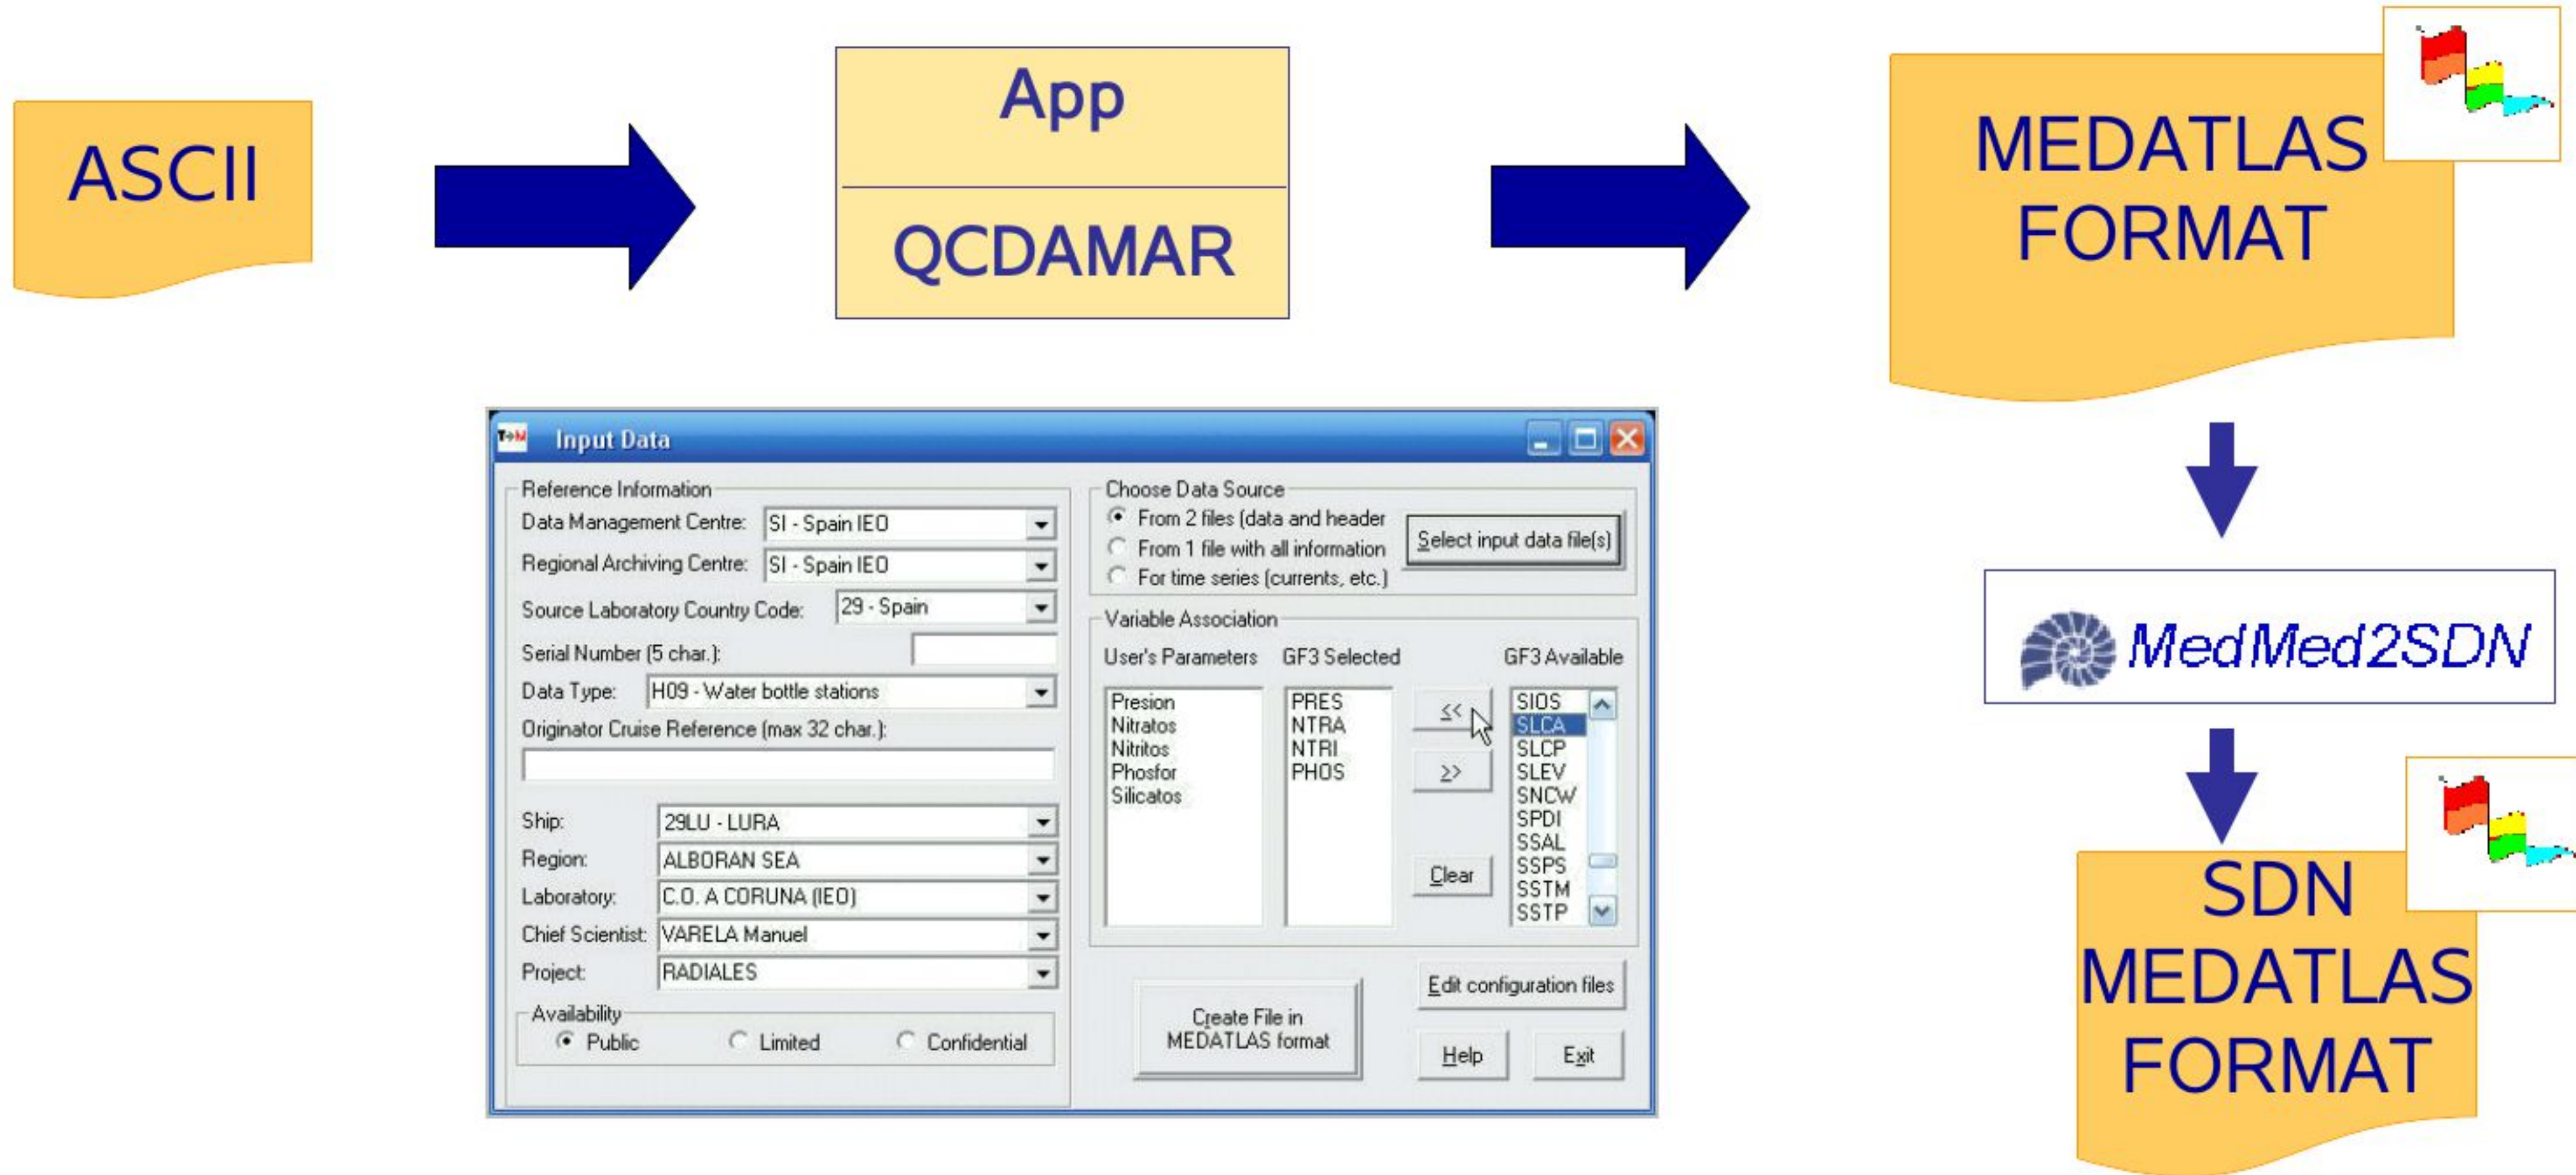 ASCII
App
QCDAMAR
MEDATLAS
FORMAT
T→M Input Data
Reference Information
Data Management Centre: SI - Spain IEO
Regional Archiving Centre: SI - Spain IEO
Source Laboratory Country Code: 29 - Spain
Serial Number (5 char.):
Data Type: H09 - Water bottle stations
Originator Cruise Reference (max 32 char.):
Ship: 29LU - LURA
Region: ALBORAN SEA
Laboratory: C.O. A CORUNA (IEO)
Chief Scientist: VARELA Manuel
Project: RADIALES
Availability
Public Limited Confidential
Choose Data Source
From 2 files (data and header
From 1 file with all information
For time series (currents, etc.)
Select input data file(s)
Variable Association
User's Parameters GF3 Selected GF3 Available
Presion
Nitratos
Nitritos
Phosfor
Silicatos
PRES
NTRA
NTRI
PHOS
<<
>>
Clear
SIOS
SLCA
SLCP
SLEV
SNCW
SPDI
SSAL
SSPS
SSTM
SSTP
Edit configuration files
Create File in
MEDATLAS format
Help Exit
MedMed2SDN
SDN
MEDATLAS
FORMAT